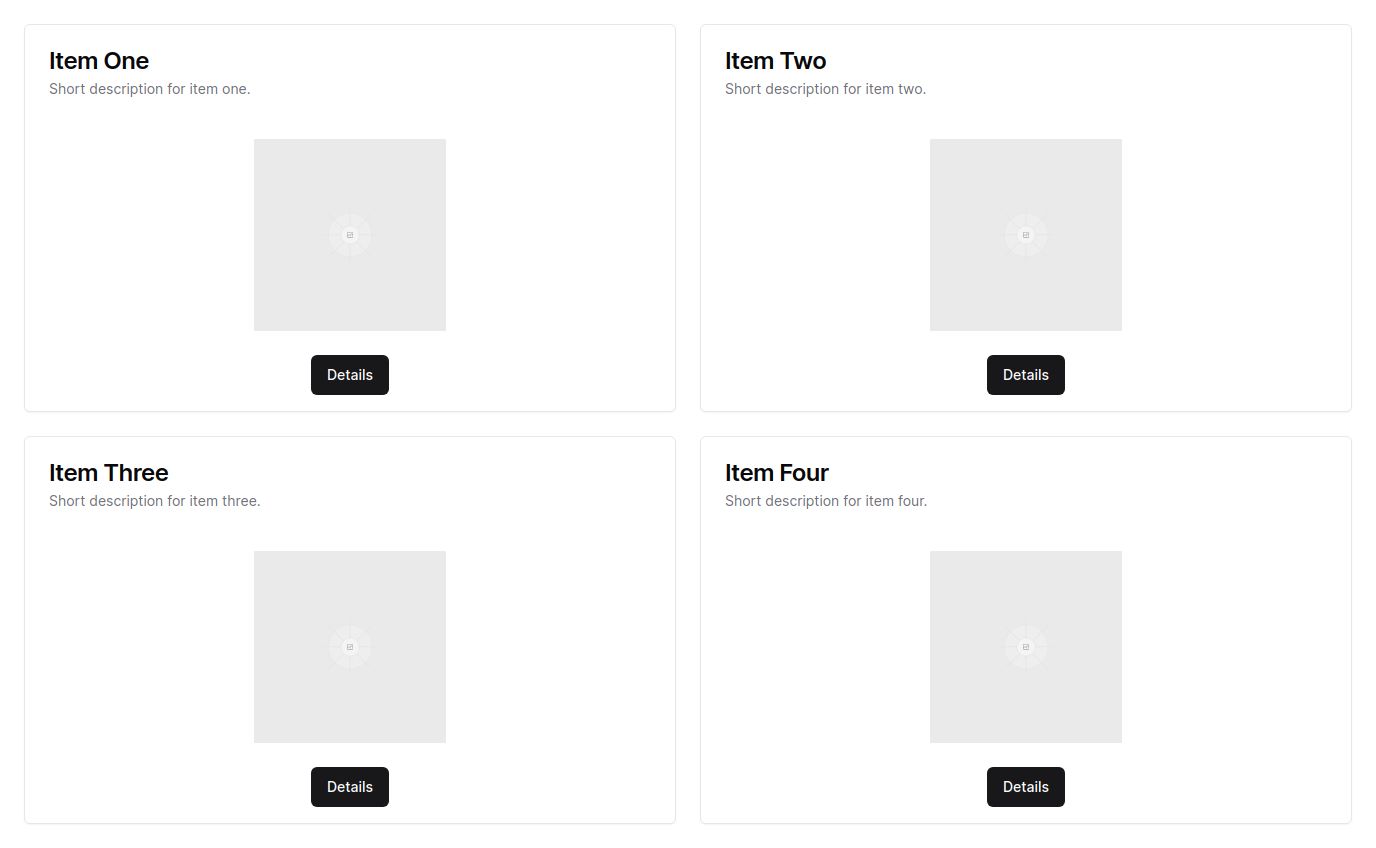 Item One
Short description for item one.
Details
Item Two
Short description for item two.
Details
Item Three
Short description for item three.
Details
Item Four
Short description for item four.
Details